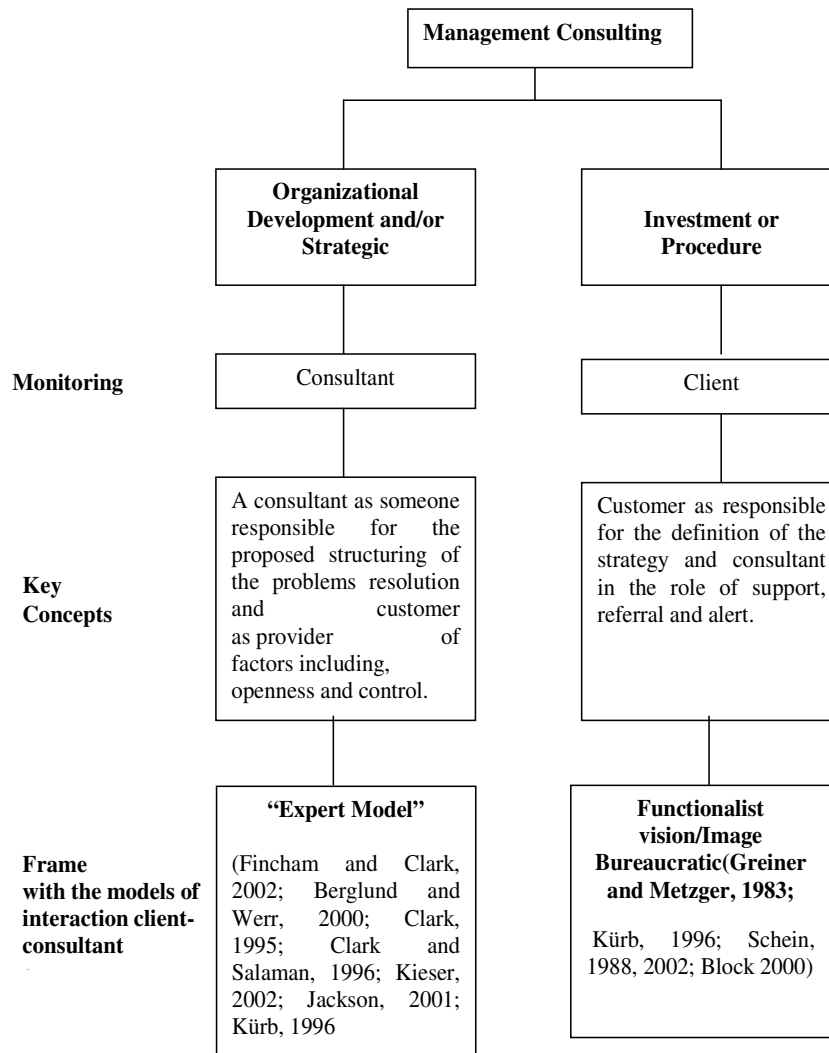 Management Consulting
Organizational
Development and/or
Strategic
Investment or
Procedure
Monitoring
Consultant
Client
Key
Concepts
A consultant as someone
responsible for the
proposed structuring of
the problems resolution
and customer
as provider of
factors including,
openness and control.
Customer as responsible
for the definition of the
strategy and consultant
in the role of support,
referral and alert.
Frame
with the models of
interaction client-
consultant
“Expert Model”
(Fincham and Clark,
2002; Berglund and
Werr, 2000; Clark,
1995; Clark and
Salaman, 1996; Kieser,
2002; Jackson, 2001;
Kürb, 1996
Functionalist
vision/Image
Bureaucratic(Greiner
and Metzger, 1983;
Kürb, 1996; Schein,
1988, 2002; Block 2000)